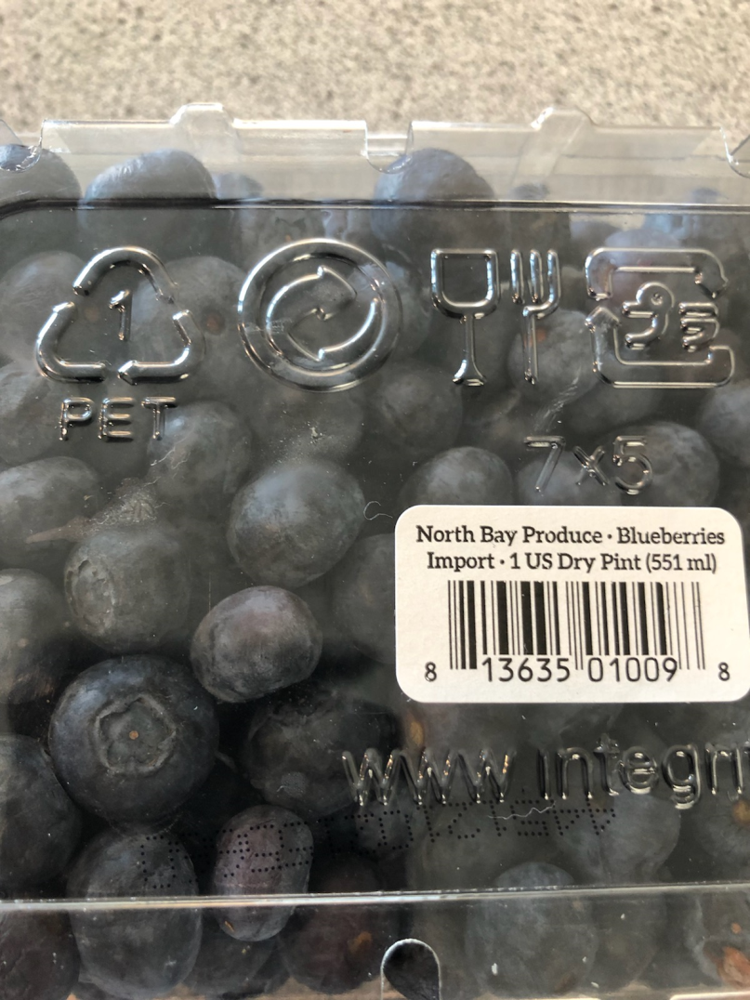 1
PET
7x5
North Bay Produce • Blueberries
Import • 1 US Dry Pint (551 ml)
8 13635 01009 8
www.integri